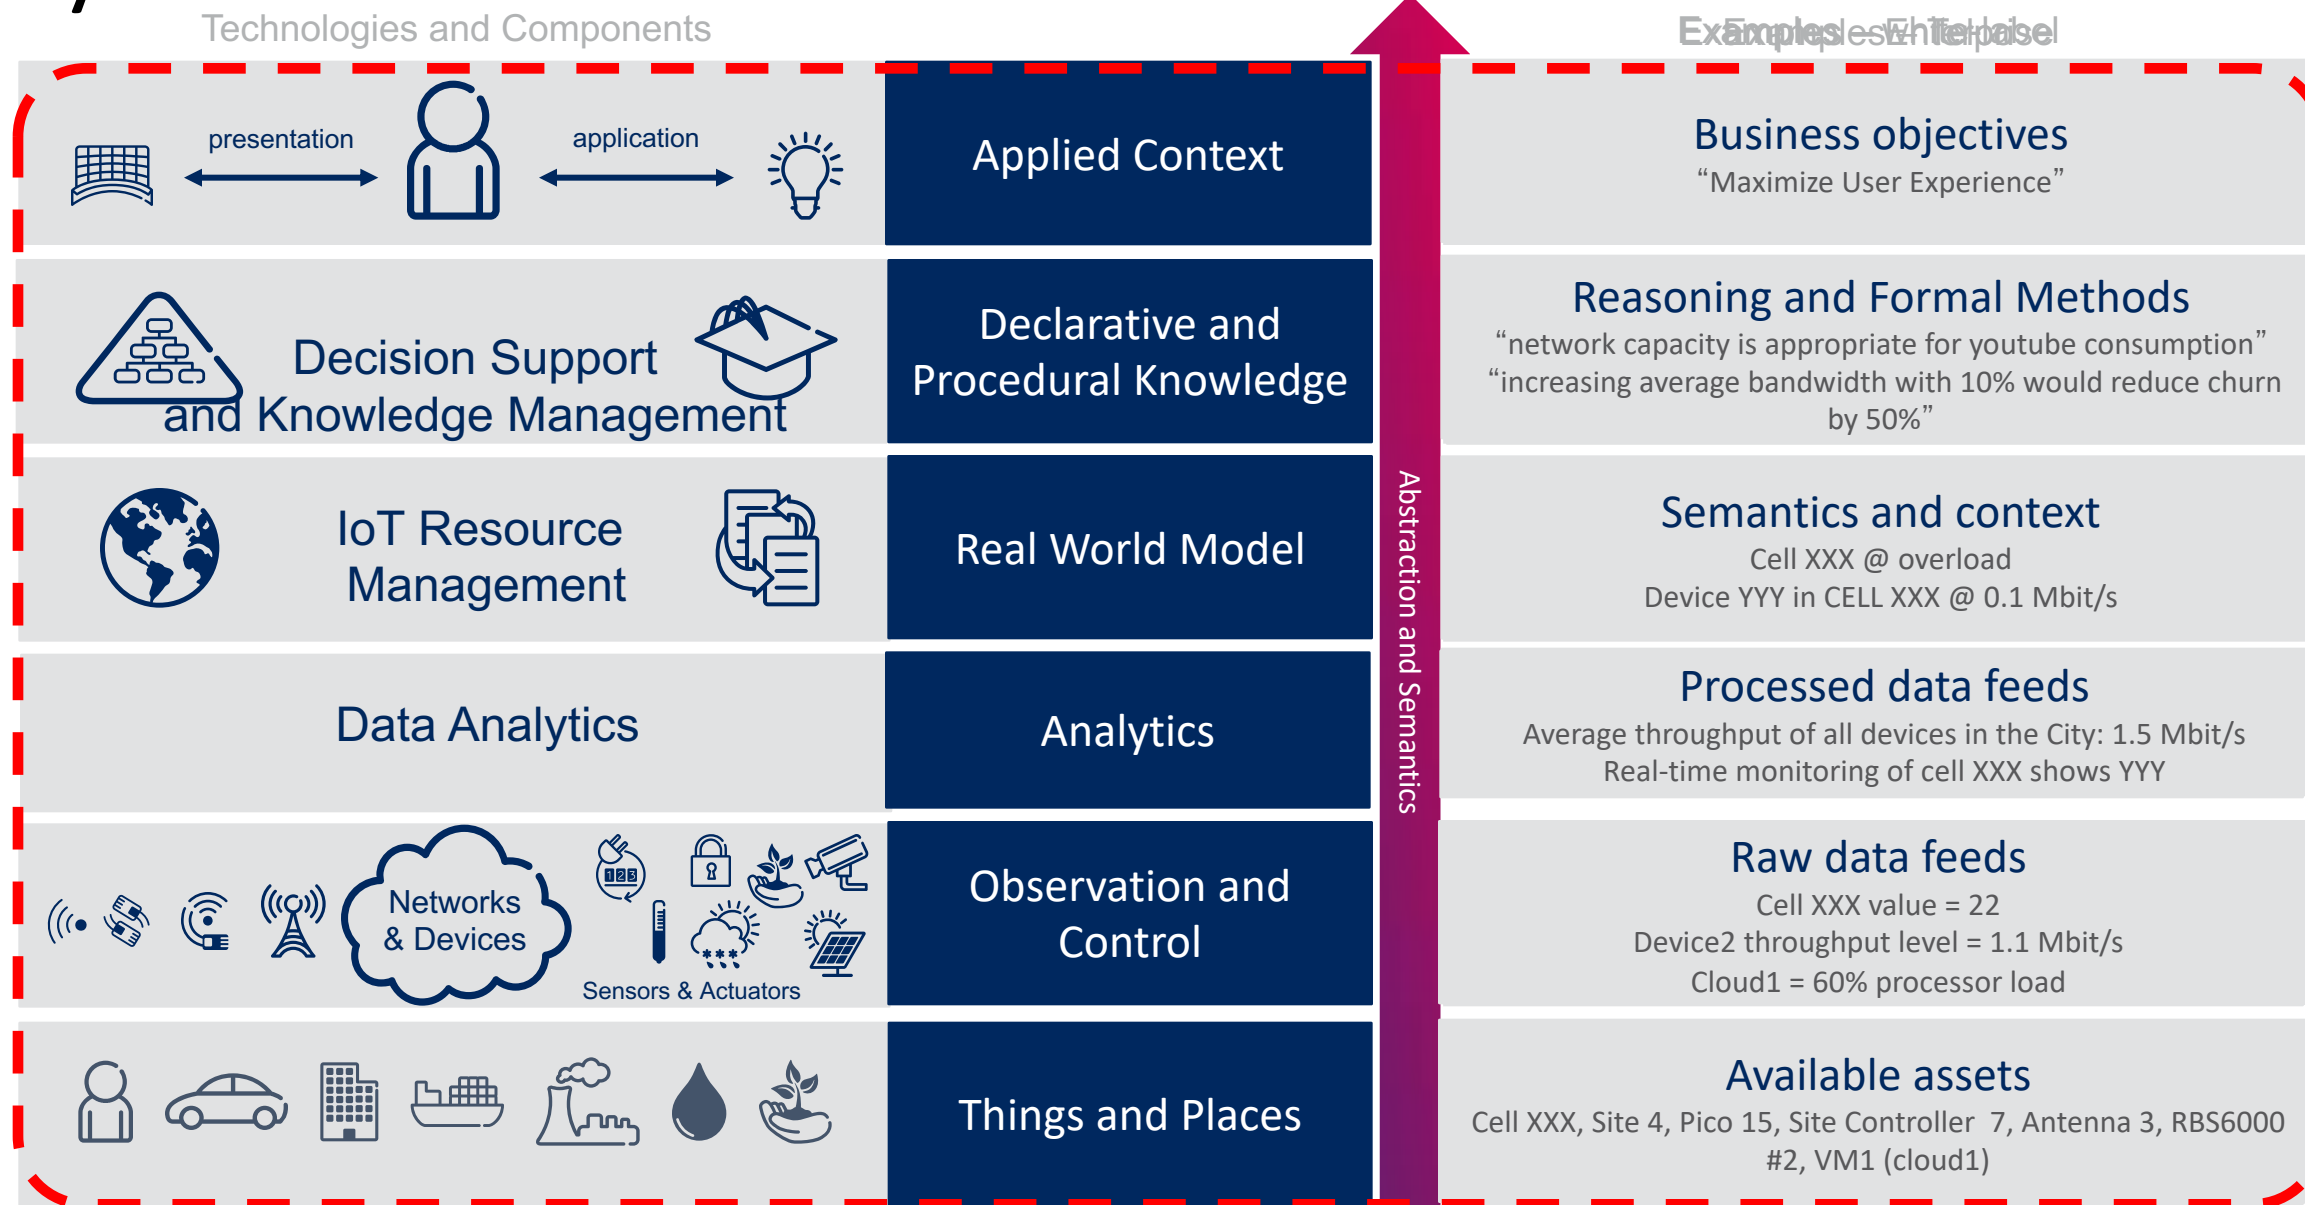 Technologies and Components
presentation
application
Applied Context
Business objectives
“Maximize User Experience”
Decision Support
and Knowledge Management
Declarative and
Procedural Knowledge
Reasoning and Formal Methods
“network capacity is appropriate for youtube consumption”
“increasing average bandwidth with 10% would reduce churn
by 50%”
IoT Resource
Management
Real World Model
Abstraction and Semantics
Semantics and context
Cell XXX @ overload
Device YYY in CELL XXX @ 0.1 Mbit/s
Data Analytics
Analytics
Processed data feeds
Average throughput of all devices in the City: 1.5 Mbit/s
Real-time monitoring of cell XXX shows YYY
Networks
& Devices
123
Sensors & Actuators
Observation and
Control
Raw data feeds
Cell XXX value = 22
Device2 throughput level = 1.1 Mbit/s
Cloud1 = 60% processor load
Things and Places
Available assets
Cell XXX, Site 4, Pico 15, Site Controller 7, Antenna 3, RBS6000
#2, VM1 (cloud1)